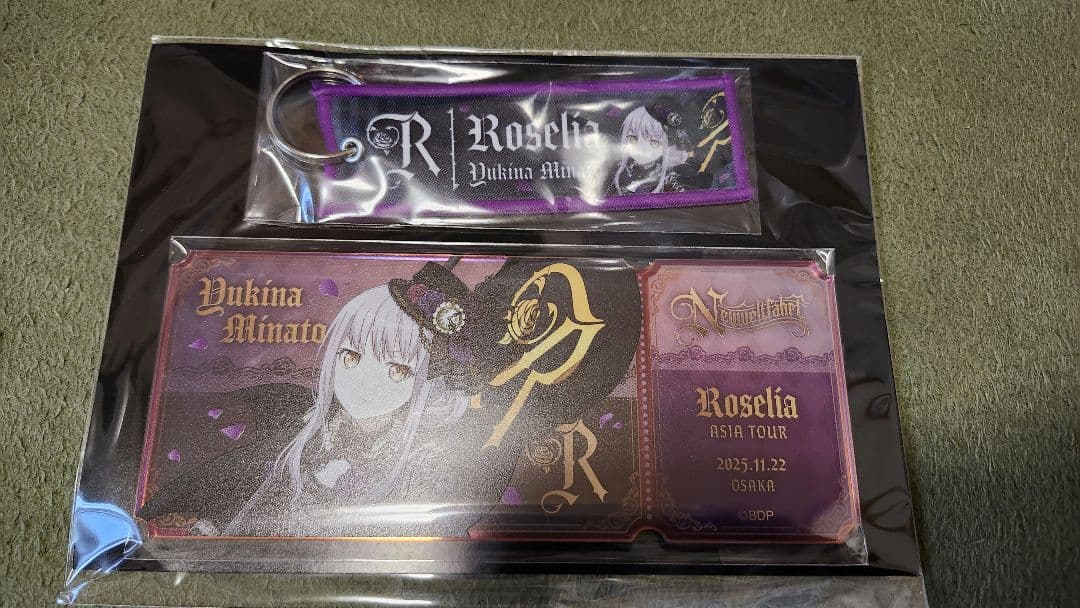 R
Roselia
Yukina Minato
Yukina
Minato
R
Neuweltfahrt
Roselia
ASIA TOUR
2025.11.22
OSAKA
©BDP